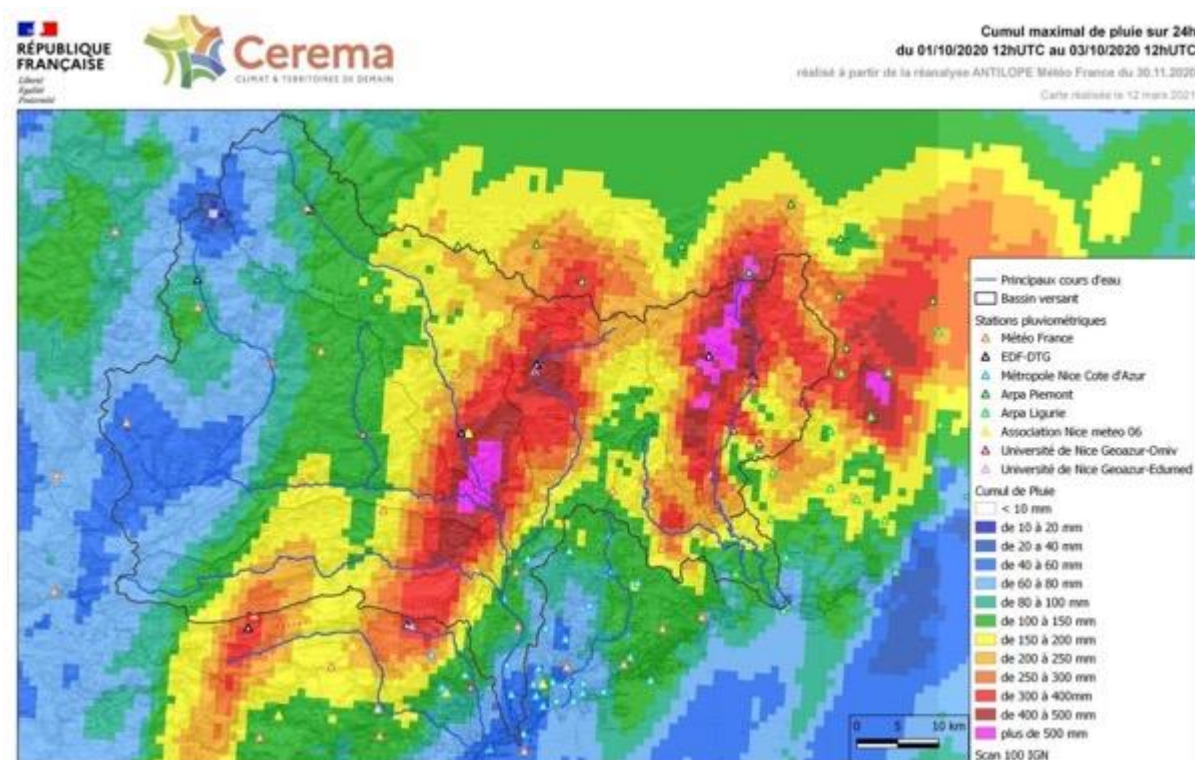 RÉPUBLIQUE
FRANÇAISE
Liberté
Égalité
Fraternité
Cerema
CLIMAT & TERRITOIRES DE DEMAIN
Cumul maximal de pluie sur 24h
du 01/10/2020 12hUTC au 03/10/2020 12hUTC
réalisé à partir de la réanalyse ANTILOPE Météo France du 30.11.2020
Carte réalisée le 12 mars 2021
Principaux cours d'eau
Bassin versant
Stations pluviométriques
Météo France
EDF-DTG
Métropole Nice Cote d'Azur
Arpa Piemont
Arpa Ligurie
Association Nice meteo 06
Université de Nice Geoazur-Omiv
Université de Nice Geoazur-Edumed
Cumul de Pluie
< 10 mm
de 10 à 20 mm
de 20 a 40 mm
de 40 à 60 mm
de 60 à 80 mm
de 80 à 100 mm
de 100 à 150 mm
de 150 à 200 mm
de 200 à 250 mm
de 250 à 300 mm
de 300 à 400mm
de 400 à 500 mm
plus de 500 mm
Scan 100 IGN
0 5 10 km